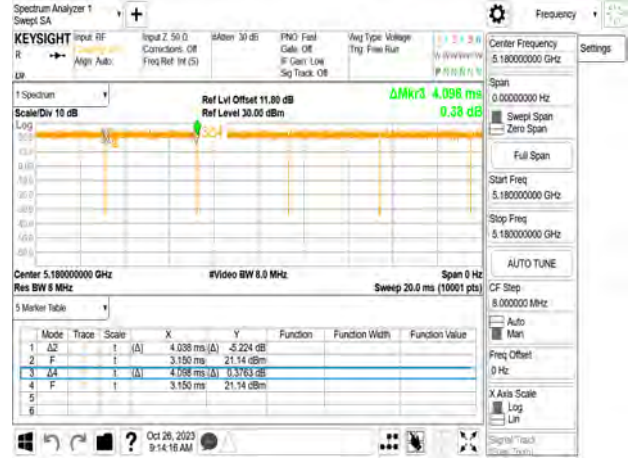 Spectrum Analyzer 1
Swept SA
Frequency
KEYSIGHT
Input: RF
Input Z: 50 Ω
#Atten: 30 dB
PNO: Fast
Avg Type: Voltage
Center Frequency
Settings
R
Corrections: Off
Gate: Off
Trig: Free Run
5.180000000 GHz
Align: Auto
Freq Ref: Int (S)
IF Gain: Low
Sig Track: Off
Span
0.00000000 Hz
1 Spectrum
Ref Lvl Offset 11.80 dB
ΔMkr3 4.098 ms
Scale/Div 10 dB
Ref Level 30.00 dBm
0.38 dB
Swept Span
Zero Span
Log
3Δ4
Full Span
Start Freq
5.180000000 GHz
Stop Freq
5.180000000 GHz
AUTO TUNE
Center 5.180000000 GHz
#Video BW 8.0 MHz
Span 0 Hz
Res BW 8 MHz
Sweep 20.0 ms (10001 pts)
CF Step
8.000000 MHz
Auto
Man
5 Marker Table
Mode Trace Scale X Y Function Function Width Function Value
1 Δ2 t (Δ) 4.038 ms (Δ) -5.224 dB
2 F t 3.150 ms 21.14 dBm
3 Δ4 t (Δ) 4.098 ms (Δ) 0.3763 dB
4 F t 3.150 ms 21.14 dBm
5
6
Freq Offset
0 Hz
X Axis Scale
Log
Lin
Signal Track
Oct 26, 2023
9:14:16 AM